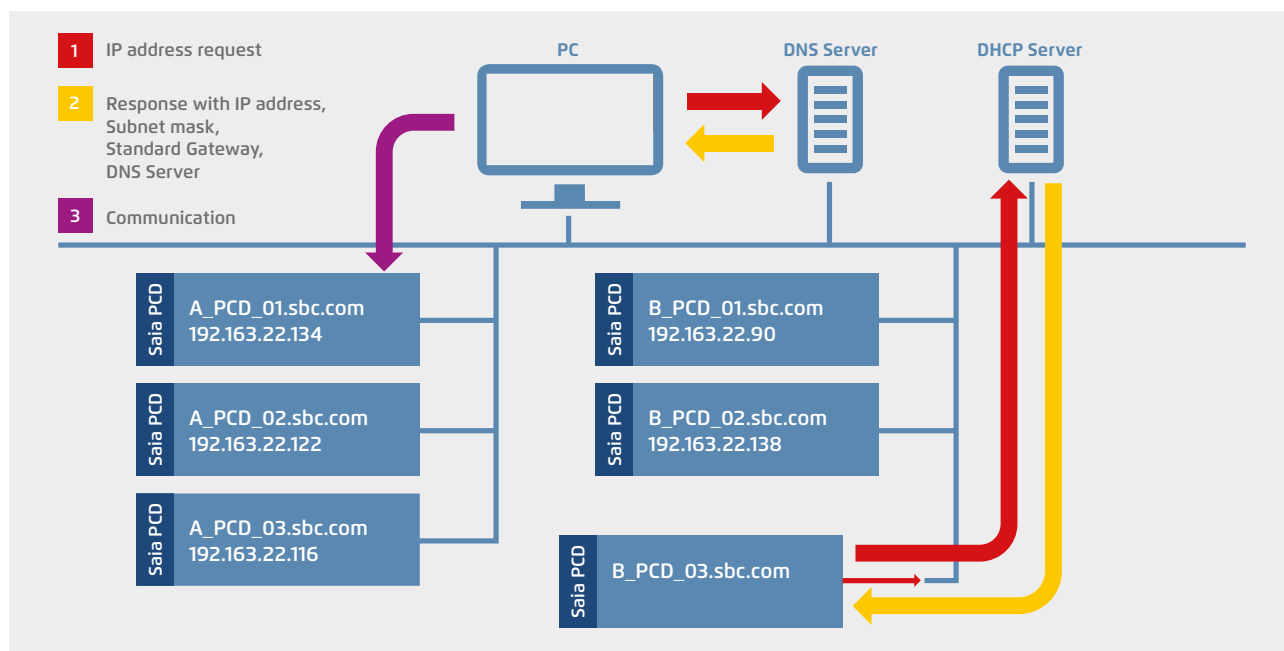 1 IP address request
2 Response with IP address,
Subnet mask,
Standard Gateway,
DNS Server
3 Communication
PC
DNS Server
DHCP Server
Saia PCD
A_PCD_01.sbc.com
192.163.22.134
Saia PCD
A_PCD_02.sbc.com
192.163.22.122
Saia PCD
A_PCD_03.sbc.com
192.163.22.116
Saia PCD
B_PCD_01.sbc.com
192.163.22.90
Saia PCD
B_PCD_02.sbc.com
192.163.22.138
Saia PCD
B_PCD_03.sbc.com